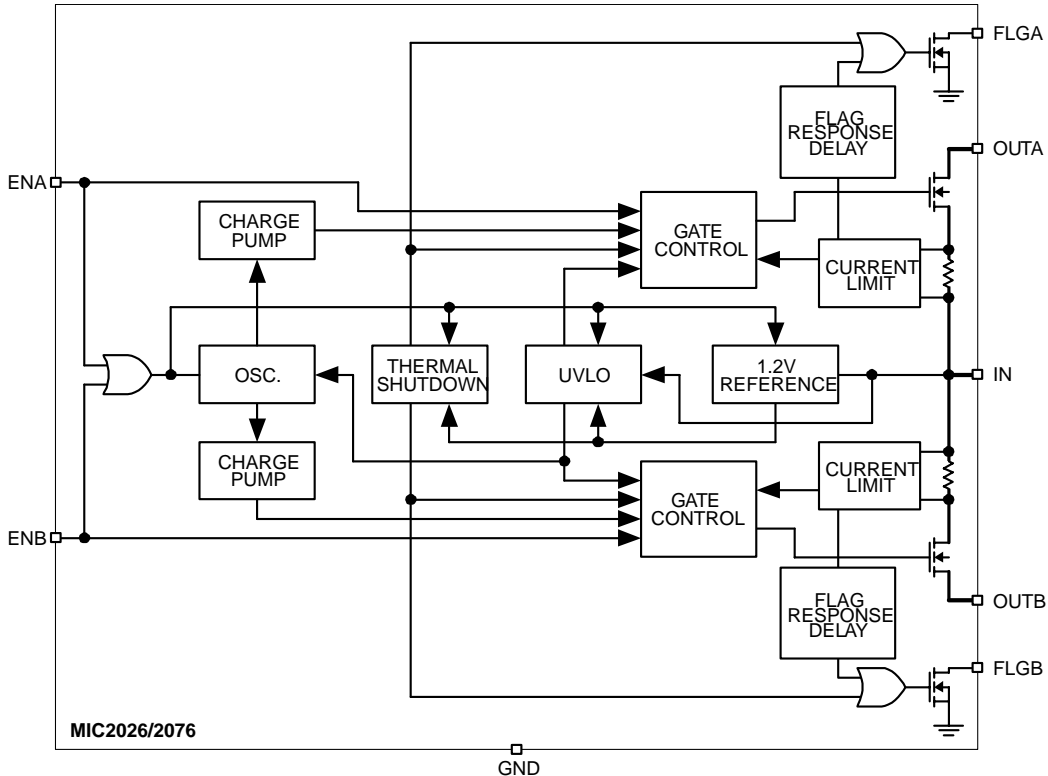 FLGA
FLAG
RESPONSE
DELAY
OUTA
ENA
CHARGE
PUMP
GATE
CONTROL
CURRENT
LIMIT
OSC.
THERMAL
SHUTDOWN
UVLO
1.2V
REFERENCE
IN
CHARGE
PUMP
CURRENT
LIMIT
GATE
CONTROL
ENB
FLAG
RESPONSE
DELAY
OUTB
FLGB
MIC2026/2076
GND